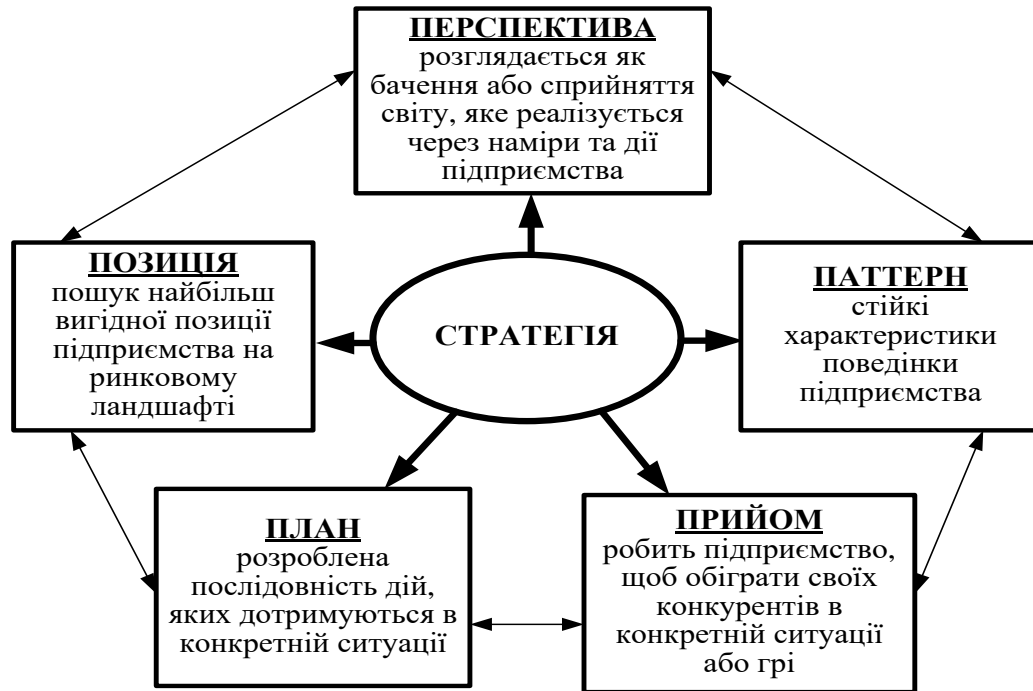 ПЕРСПЕКТИВА
розглядається як
бачення або сприйняття
світу, яке реалізується
через наміри та дії
підприємства
ПОЗИЦІЯ
пошук найбільш
вигідної позиції
підприємства на
ринковому
ландшафті
СТРАТЕГІЯ
ПАТТЕРН
стійкі
характеристики
поведінки
підприємства
ПЛАН
розроблена
послідовність дій,
яких дотримуються в
конкретній ситуації
ПРИЙОМ
робить підприємство,
щоб обіграти своїх
конкурентів в
конкретній ситуації
або грі